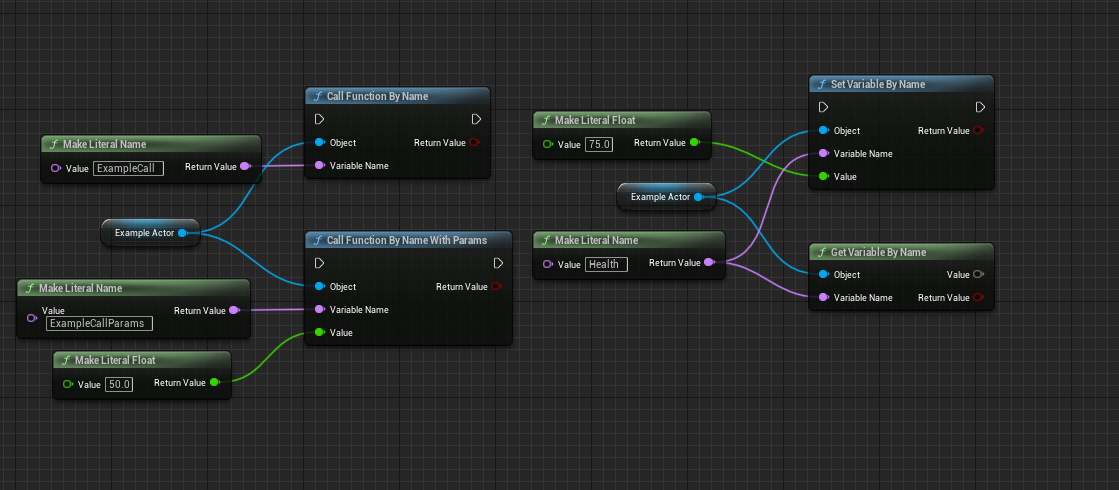 Make Literal Name
Value ExampleCall Return Value
Example Actor
Make Literal Name
Value Return Value
ExampleCallParams
Make Literal Float
Value 50.0 Return Value
Call Function By Name
Object Return Value
Variable Name
Call Function By Name With Params
Object Return Value
Variable Name
Value
Make Literal Float
Value 75.0 Return Value
Example Actor
Make Literal Name
Value Health Return Value
Set Variable By Name
Object Return Value
Variable Name
Value
Get Variable By Name
Object Value
Variable Name Return Value